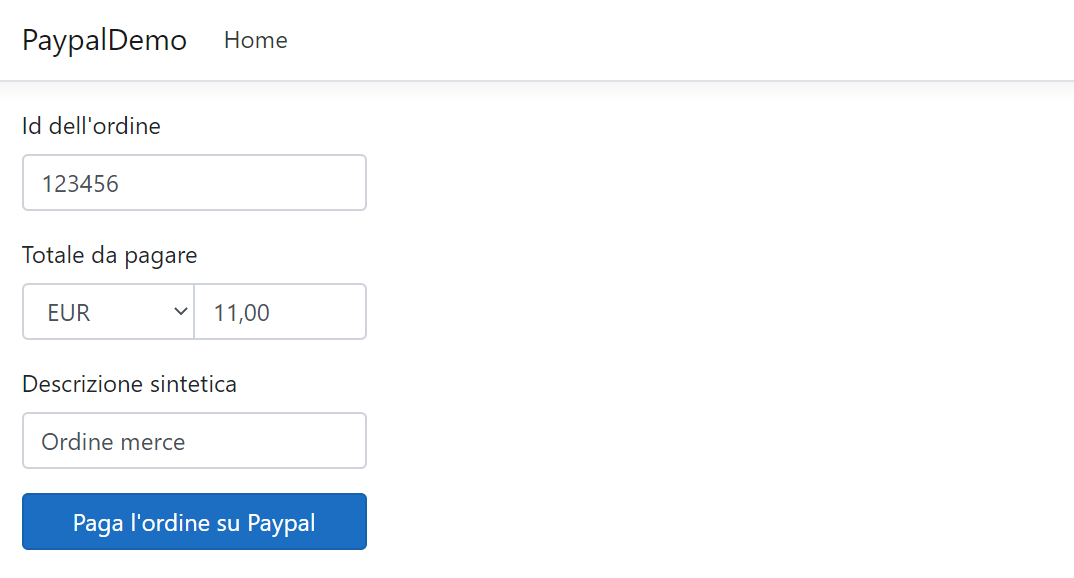 PaypalDemo Home
Id dell'ordine
123456
Totale da pagare
EUR 11,00
Descrizione sintetica
Ordine merce
Paga l'ordine su Paypal